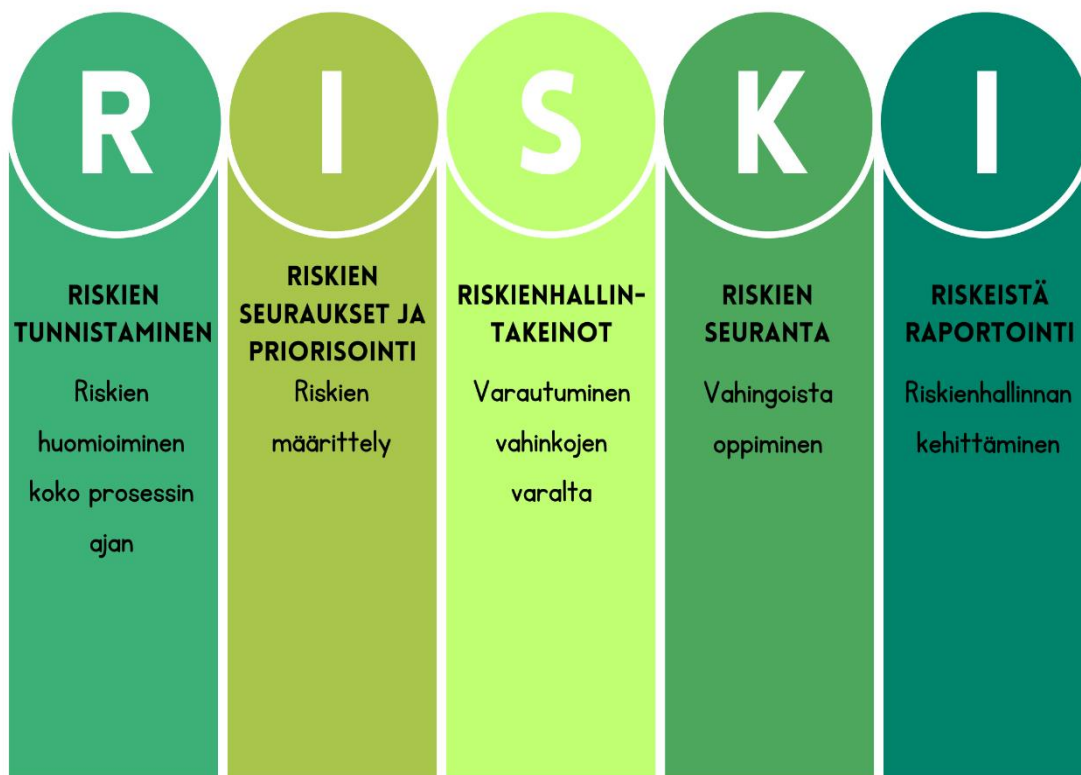 R
I
S
K
I
RISKIEN
TUNNISTAMINEN
Riskien
huomioiminen
koko prosessin
ajan
RISKIEN
SEURAUKSET JA
PRIORISOINTI
Riskien
määrittely
RISKIENHALLIN-
TAKEINOT
Varautuminen
vahinkojen
varalta
RISKIEN
SEURANTA
Vahingoista
oppiminen
RISKEISTÄ
RAPORTOINTI
Riskienhallinnan
kehittäminen